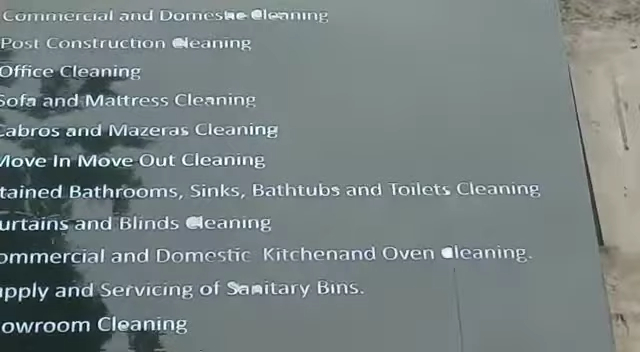 Commercial and Domestic Cleaning
Post Construction Cleaning
Office Cleaning
Sofa and Mattress Cleaning
Cabros and Mazeras Cleaning
Move In Move Out Cleaning
tained Bathrooms, Sinks, Bathtubs and Toilets Cleaning
urtains and Blinds Cleaning
ommercial and Domestic Kitchenand Oven Cleaning.
upply and Servicing of Sanitary Bins.
owroom Cleaning